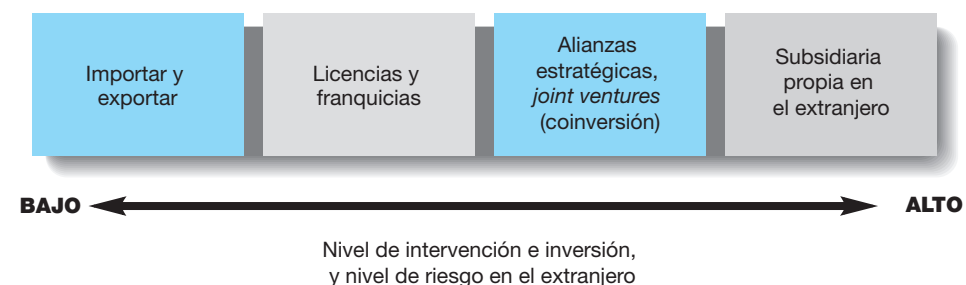 Importar y
exportar
Licencias y
franquicias
Alianzas
estratégicas,
joint ventures
(coinversión)
Subsidiaria
propia en
el extranjero
BAJO
ALTO
Nivel de intervención e inversión,
y nivel de riesgo en el extranjero